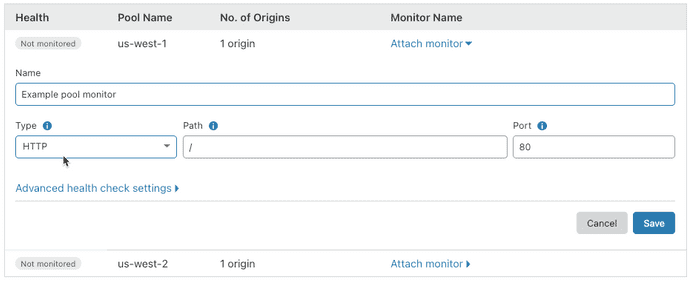 Health Pool Name No. of Origins Monitor Name
Not monitored us-west-1 1 origin Attach monitor
Name
Example pool monitor
Type Path Port
HTTP / 80
Advanced health check settings
Cancel Save
Not monitored us-west-2 1 origin Attach monitor